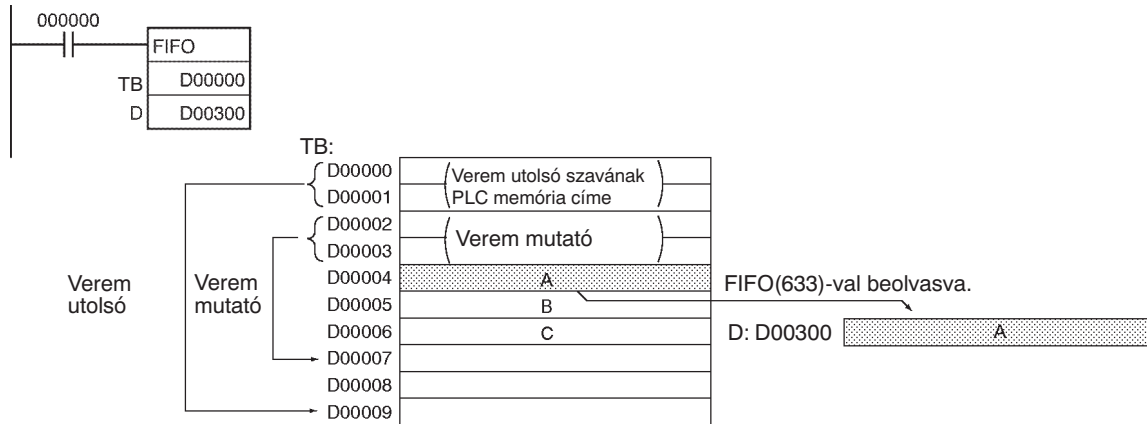 000000
FIFO
TB D00000
D D00300
TB:
D00000
D00001
Verem utolsó szavának
PLC memória címe
D00002
D00003
Verem mutató
Verem
utolsó
Verem
mutató
D00004 A
FIFO(633)-val beolvasva.
D00005 B
D00006 C
D: D00300 A
D00007
D00008
D00009